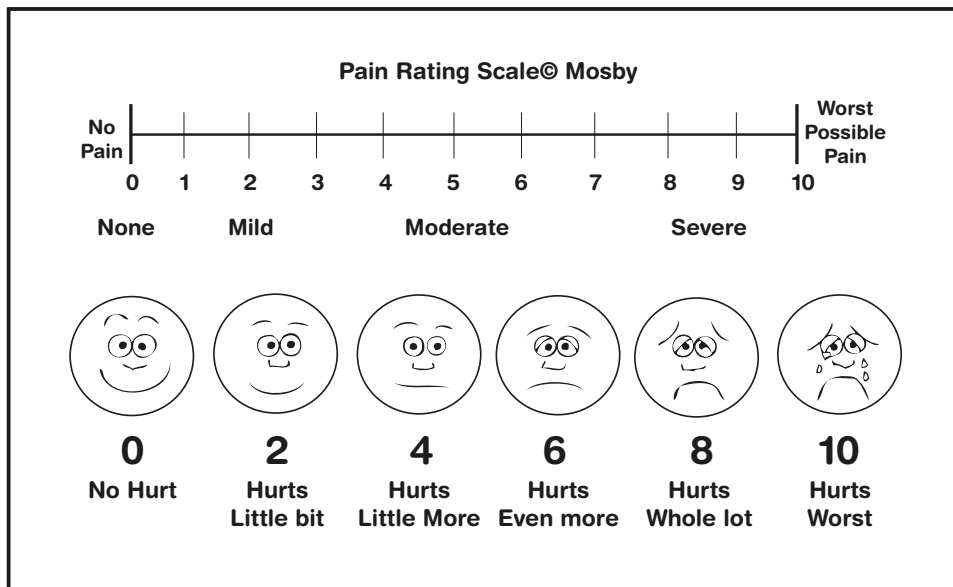 Pain Rating Scale© Mosby
No
Pain
Worst
Possible
Pain
0 1 2 3 4 5 6 7 8 9 10
None Mild Moderate Severe
0 2 4 6 8 10
No Hurt Hurts Hurts Hurts Hurts Hurts
Little bit Little More Even more Whole lot Worst